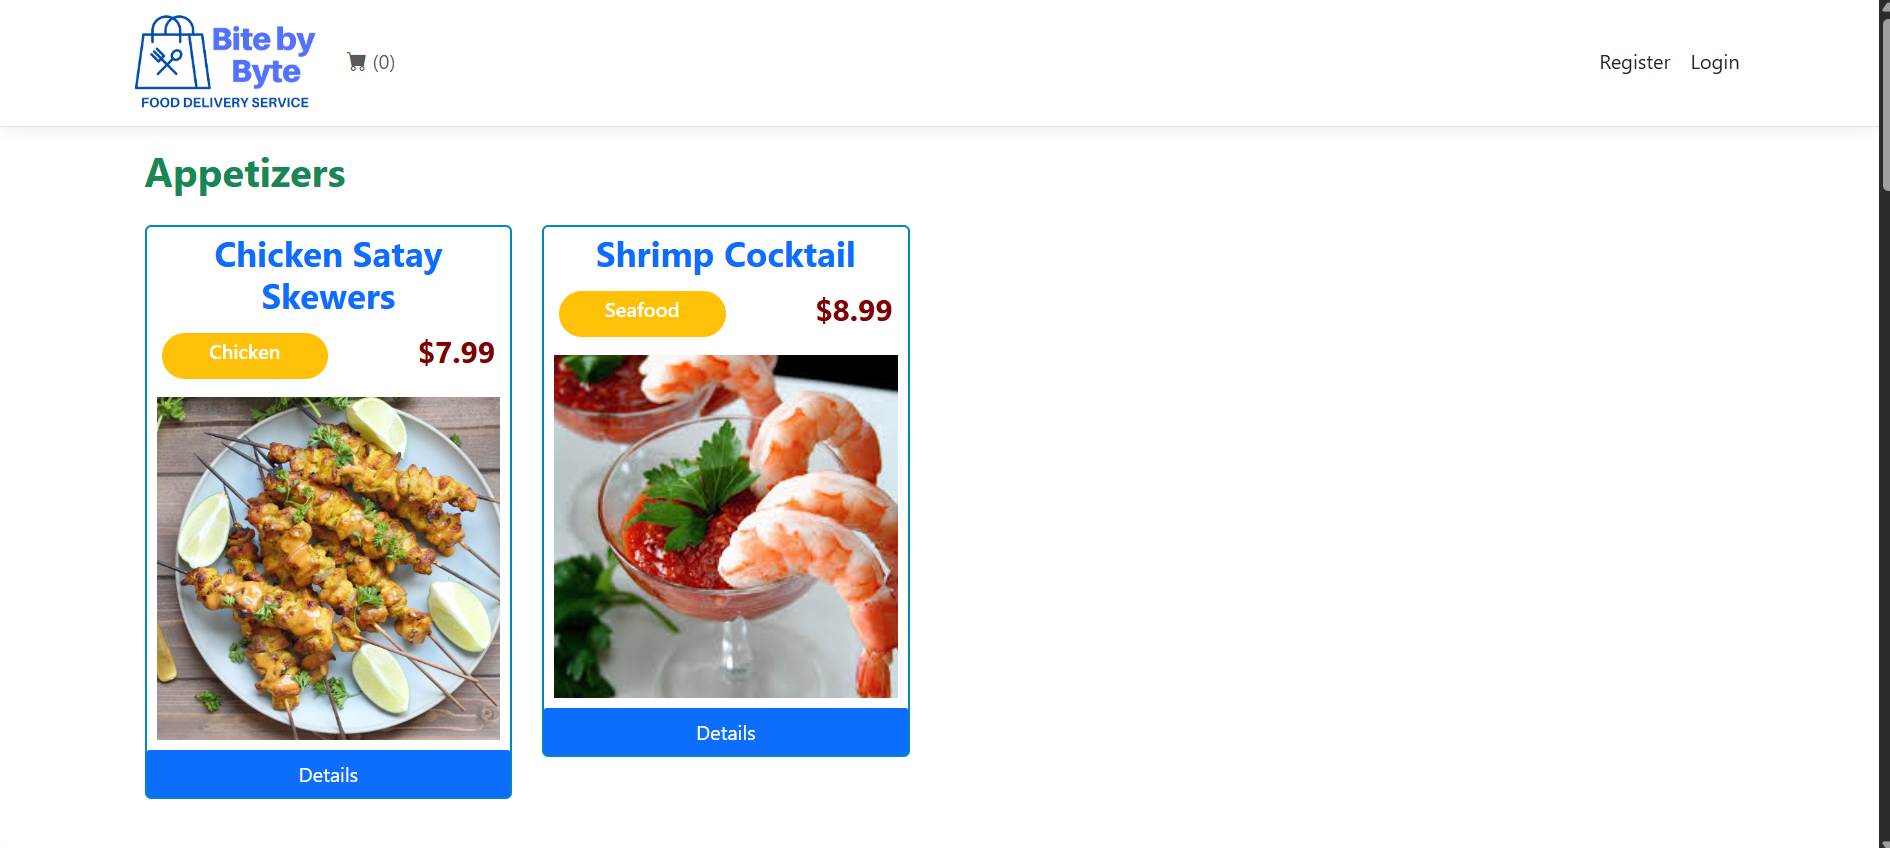 Bite by
Byte
FOOD DELIVERY SERVICE
(0)
Register Login
Appetizers
Chicken Satay
Skewers
Chicken
$7.99
Details
Shrimp Cocktail
Seafood
$8.99
Details